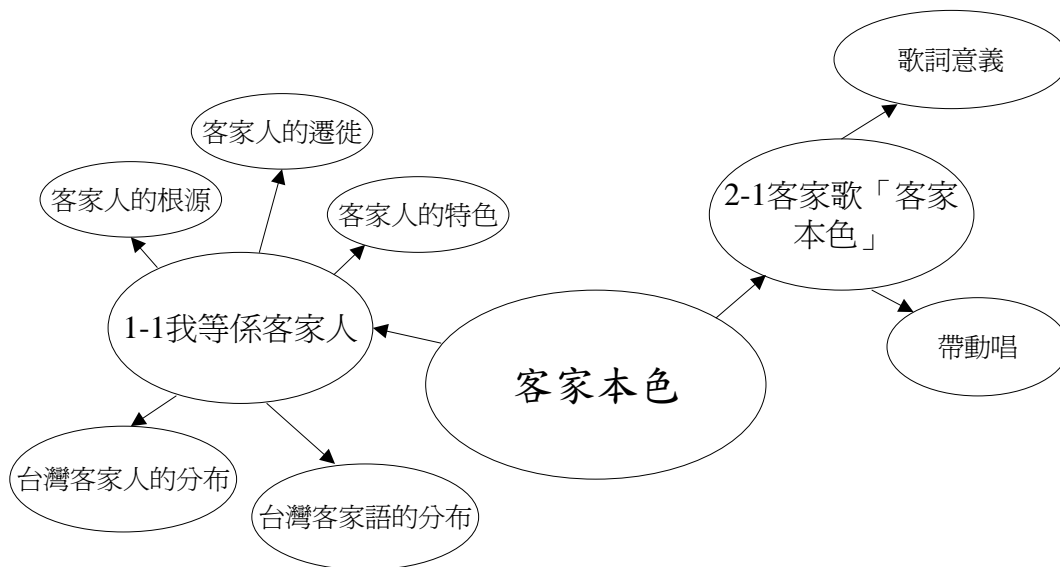 歌詞意義
客家人的遷徙
客家人的根源
客家人的特色
2-1客家歌「客家
本色」
1-1我等係客家人
帶動唱
客家本色
台灣客家人的分布
台灣客家語的分布